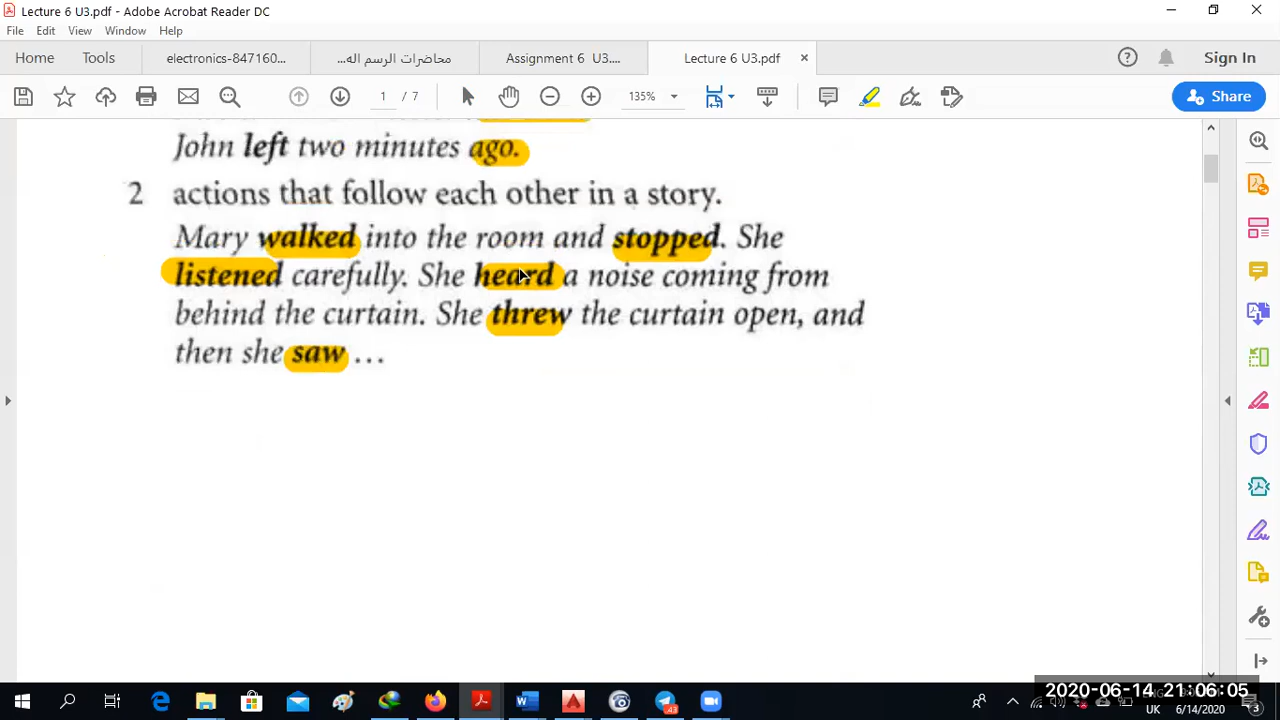 Lecture 6 U3.pdf - Adobe Acrobat Reader DC
File Edit View Window Help
Home Tools electronics-847160... محاضرات الرسم اله... Assignment 6 U3.... Lecture 6 U3.pdf ×
1 / 7 135% Share
Sign In
John left two minutes ago.
2 actions that follow each other in a story.
Mary walked into the room and stopped. She
listened carefully. She heard a noise coming from
behind the curtain. She threw the curtain open, and
then she saw ...
2020-06-14 21:06:05
UK 6/14/2020
43
3